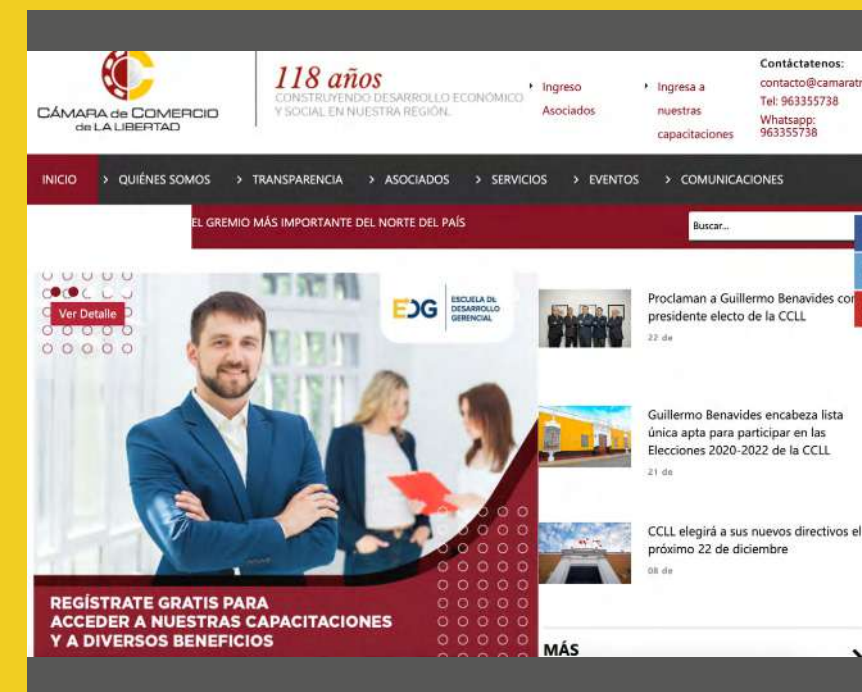 CÁMARA de COMERCIO
de LA LIBERTAD
118 años
CONSTRUYENDO DESARROLLO ECONÓMICO
Y SOCIAL EN NUESTRA REGIÓN.
Ingreso
Asociados
Ingresa a
nuestras
capacitaciones
Contáctatenos:
contacto@camaratr
Tel: 963355738
Whatsapp:
963355738
INICIO > QUIÉNES SOMOS > TRANSPARENCIA > ASOCIADOS > SERVICIOS > EVENTOS > COMUNICACIONES
EL GREMIO MÁS IMPORTANTE DEL NORTE DEL PAÍS
Buscar...
Ver Detalle
EDG
ESCUELA DE
DESARROLLO
GERENCIAL
REGÍSTRATE GRATIS PARA
ACCEDER A NUESTRAS CAPACITACIONES
Y A DIVERSOS BENEFICIOS
Proclaman a Guillermo Benavides con
presidente electo de la CCLL
22 de
Guillermo Benavides encabeza lista
única apta para participar en las
Elecciones 2020-2022 de la CCLL
21 de
CCLL elegirá a sus nuevos directivos el
próximo 22 de diciembre
08 de
MÁS